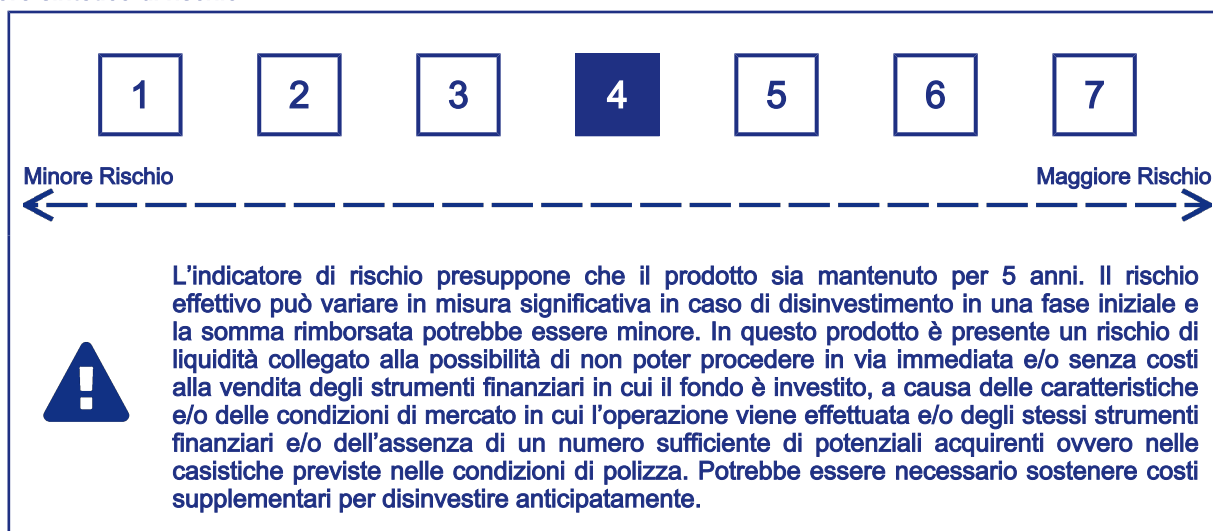 1 2 3 4 5 6 7
Minore Rischio Maggiore Rischio
L'indicatore di rischio presuppone che il prodotto sia mantenuto per 5 anni. Il rischio
effettivo può variare in misura significativa in caso di disinvestimento in una fase iniziale e
la somma rimborsata potrebbe essere minore. In questo prodotto è presente un rischio di
liquidità collegato alla possibilità di non poter procedere in via immediata e/o senza costi
alla vendita degli strumenti finanziari in cui il fondo è investito, a causa delle caratteristiche
e/o delle condizioni di mercato in cui l'operazione viene effettuata e/o degli stessi strumenti
finanziari e/o dell'assenza di un numero sufficiente di potenziali acquirenti ovvero nelle
casistiche previste nelle condizioni di polizza. Potrebbe essere necessario sostenere costi
supplementari per disinvestire anticipatamente.